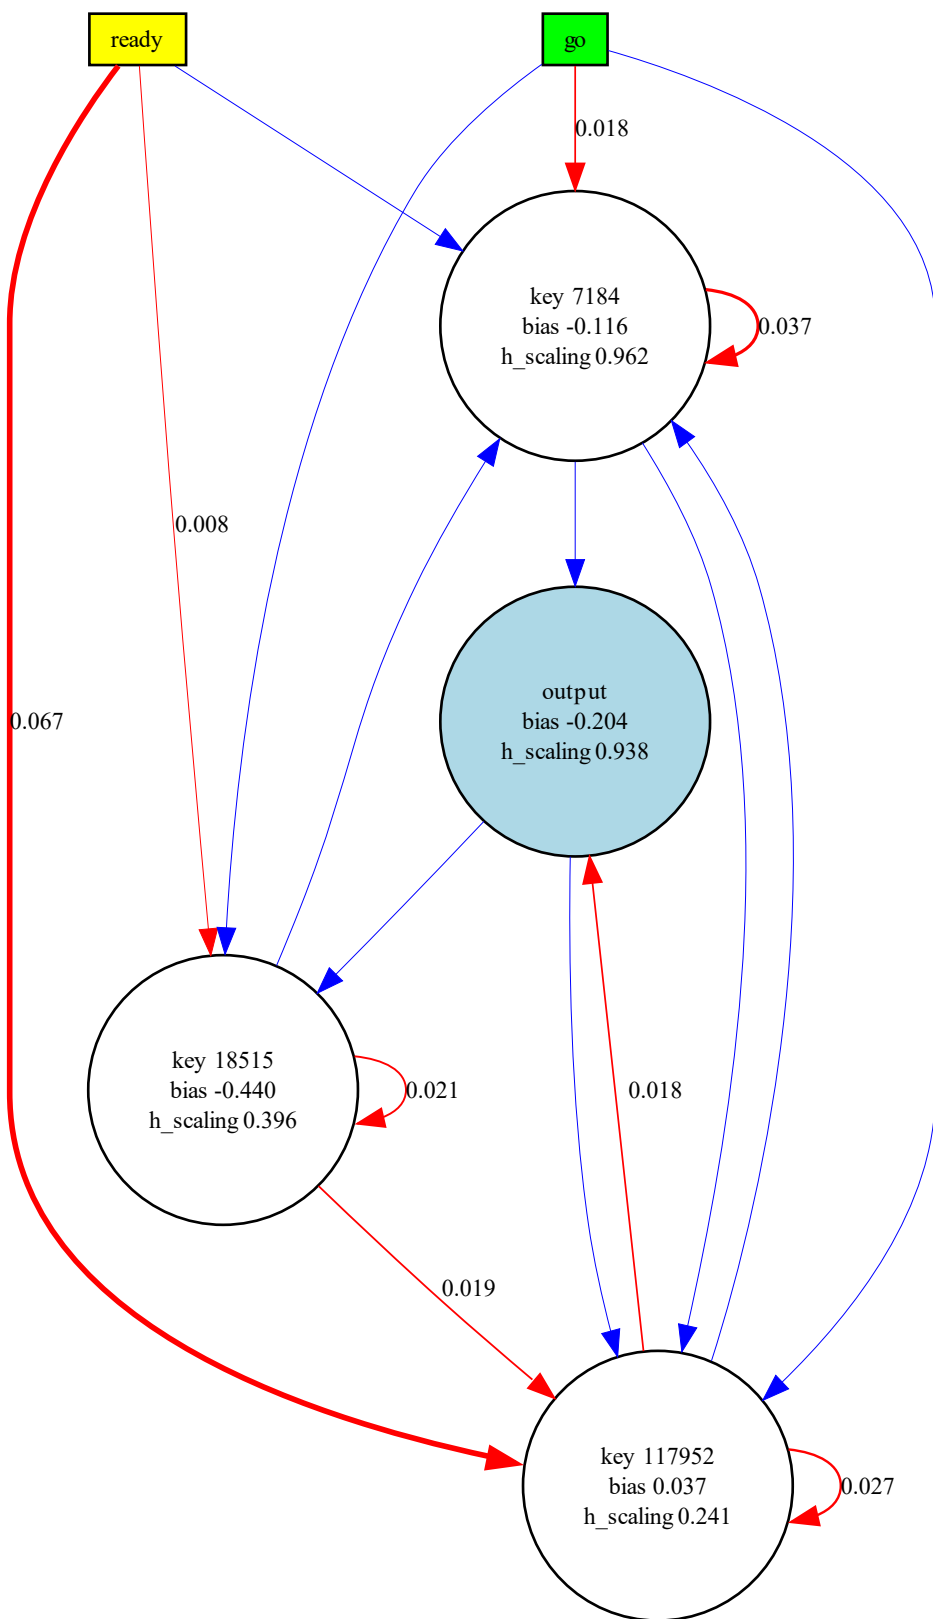 ready
go
0.018
key 7184
bias -0.116
h_scaling 0.962
0.037
0.008
0.067
output
bias -0.204
h_scaling 0.938
key 18515
bias -0.440
h_scaling 0.396
0.021
0.018
0.019
key 117952
bias 0.037
h_scaling 0.241
0.027